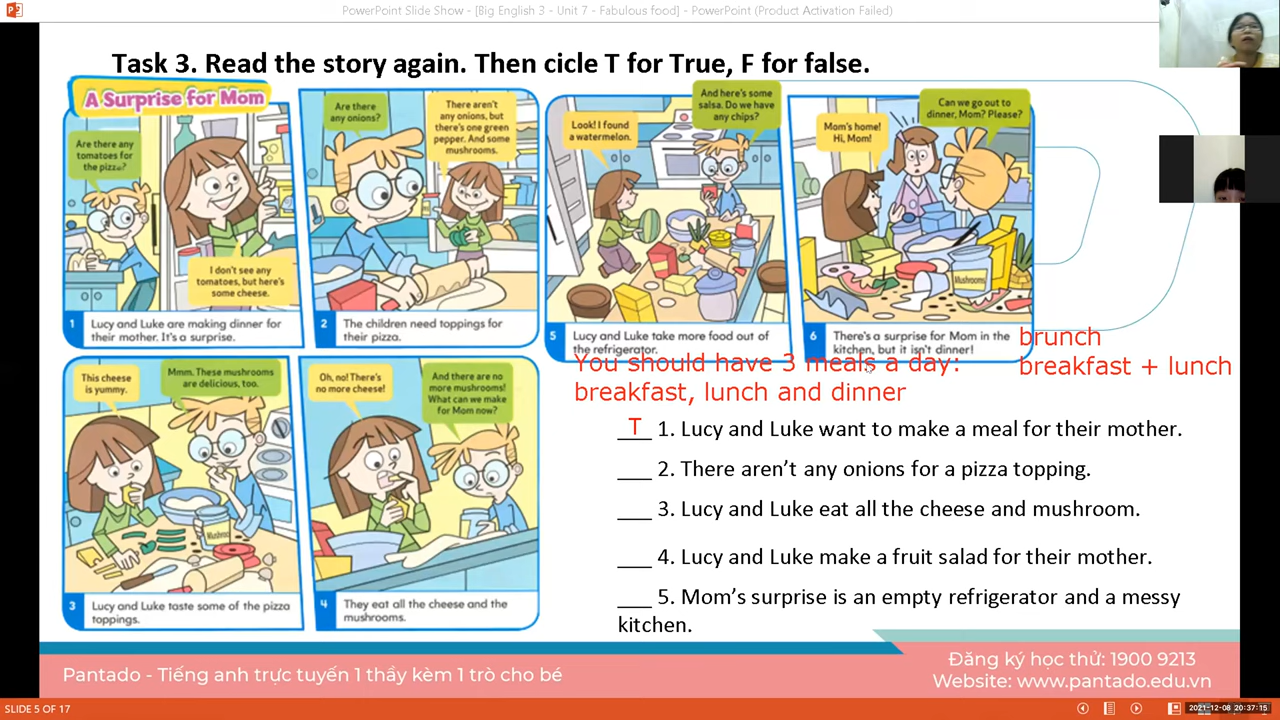 PowerPoint Slide Show - [Big English 3 - Unit 7 - Fabulous food] - PowerPoint (Product Activation Failed)
Task 3. Read the story again. Then cicle T for True, F for false.
A Surprise for Mom
Are there any
tomatoes for
the pizza?
I don't see any
tomatoes, but here's
some cheese.
1 Lucy and Luke are making dinner for
their mother. It's a surprise.
Are there
any onions?
There aren't
any onions, but
there's one green
pepper. And some
mushrooms.
2 The children need toppings for
their pizza.
This cheese
is yummy.
Mmm. These mushrooms
are delicious, too.
Mushroo
3 Lucy and Luke taste some of the pizza
toppings.
Oh, no! There's
no more cheese!
And there are no
more mushrooms!
What can we make
for Mom now?
4 They eat all the cheese and the
mushrooms.
Look! I found
a watermelon.
And here's some
salsa. Do we have
any chips?
5 Lucy and Luke take more food out of
the refrigerator.
Mom's home!
Hi, Mom!
Can we go out to
dinner, Mom? Please?
Mushrooms
6 There's a surprise for Mom in the
kitchen, but it isn't dinner!
You should have 3 meals a day:
breakfast, lunch and dinner
brunch
breakfast + lunch
T 1. Lucy and Luke want to make a meal for their mother.
___ 2. There aren't any onions for a pizza topping.
___ 3. Lucy and Luke eat all the cheese and mushroom.
___ 4. Lucy and Luke make a fruit salad for their mother.
___ 5. Mom's surprise is an empty refrigerator and a messy
kitchen.
Pantado - Tiếng anh trực tuyến 1 thầy kèm 1 trò cho bé
Đăng ký học thử: 1900 9213
Website: www.pantado.edu.vn
SLIDE 5 OF 17
2021-12-08 20:37:15